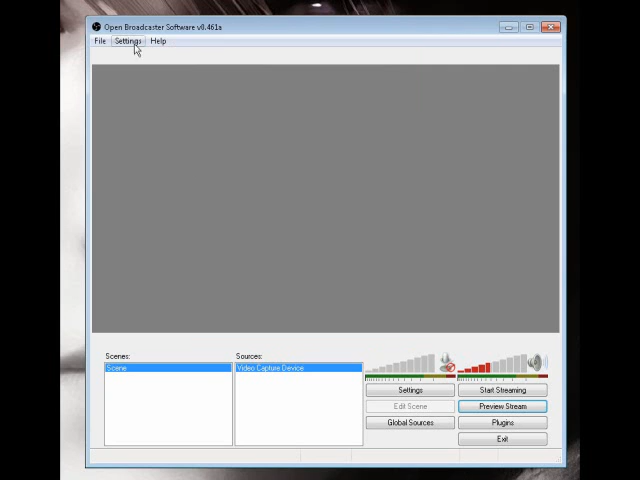 Open Broadcaster Software v0.461a
File Settings Help
Scenes: Sources:
Scene Video Capture Device
Settings Start Streaming
Edit Scene Preview Stream
Global Sources Plugins
Exit